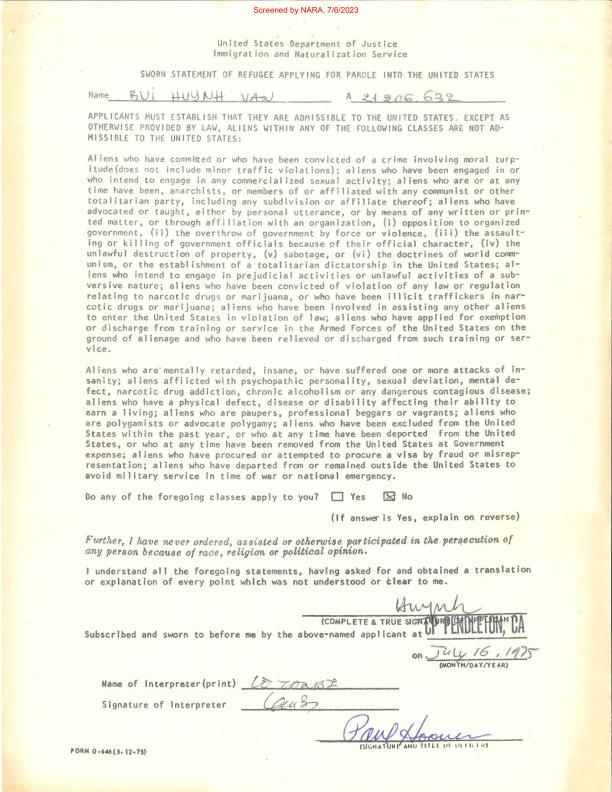 Screened by NARA, 7/6/2023
United States Department of Justice
Immigration and Naturalization Service
SWORN STATEMENT OF REFUGEE APPLYING FOR PAROLE INTO THE UNITED STATES
Name BUI HUYNH VAN A 21 206 632
APPLICANTS MUST ESTABLISH THAT THEY ARE ADMISSIBLE TO THE UNITED STATES. EXCEPT AS
OTHERWISE PROVIDED BY LAW, ALIENS WITHIN ANY OF THE FOLLOWING CLASSES ARE NOT AD-
MISSIBLE TO THE UNITED STATES:
Aliens who have committed or who have been convicted of a crime involving moral turp-
itude(does not include minor traffic violations); aliens who have been engaged in or
who intend to engage in any commercialized sexual activity; aliens who are or at any
time have been, anarchists, or members of or affiliated with any communist or other
totalitarian party, including any subdivision or affiliate thereof; aliens who have
advocated or taught, either by personal utterance, or by means of any written or prin-
ted matter, or through affiliation with an organization, (i) opposition to organized
government, (ii) the overthrow of government by force or violence, (iii) the assault-
ing or killing of government officials because of their official character, (iv) the
unlawful destruction of property, (v) sabotage, or (vi) the doctrines of world comm-
unism, or the establishment of a totalitarian dictatorship in the United States; al-
iens who intend to engage in prejudicial activities or unlawful activities of a sub-
versive nature; aliens who have been convicted of violation of any law or regulation
relating to narcotic drugs or marijuana, or who have been illicit traffickers in nar-
cotic drugs or marijuana; aliens who have been involved in assisting any other aliens
to enter the United States in violation of law; aliens who have applied for exemption
or discharge from training or service in the Armed Forces of the United States on the
ground of alienage and who have been relieved or discharged from such training or ser-
vice.
Aliens who are mentally retarded, insane, or have suffered one or more attacks of in-
sanity; aliens afflicted with psychopathic personality, sexual deviation, mental de-
fect, narcotic drug addiction, chronic alcoholism or any dangerous contagious disease;
aliens who have a physical defect, disease or disability affecting their ability to
earn a living; aliens who are paupers, professional beggars or vagrants; aliens who
are polygamists or advocate polygamy; aliens who have been excluded from the United
States within the past year, or who at any time have been deported from the United
States, or who at any time have been removed from the United States at Government
expense; aliens who have procured or attempted to procure a visa by fraud or misrep-
resentation; aliens who have departed from or remained outside the United States to
avoid military service in time of war or national emergency.
Do any of the foregoing classes apply to you? Yes No
(If answer is Yes, explain on reverse)
Further, I have never ordered, assisted or otherwise participated in the persecution of
any person because of race, religion or political opinion.
I understand all the foregoing statements, having asked for and obtained a translation
or explanation of every point which was not understood or clear to me.
Huynh
(COMPLETE & TRUE SIGNATURE OF APPLICANT)
Subscribed and sworn to before me by the above-named applicant at CP PENDLETON, CA
on July 16, 1975
(MONTH/DAY/YEAR)
Name of Interpreter(print) LE
Signature of Interpreter
Paul Hoover
(SIGNATURE AND TITLE OF OFFICER)
FORM G-646 (5-12-75)